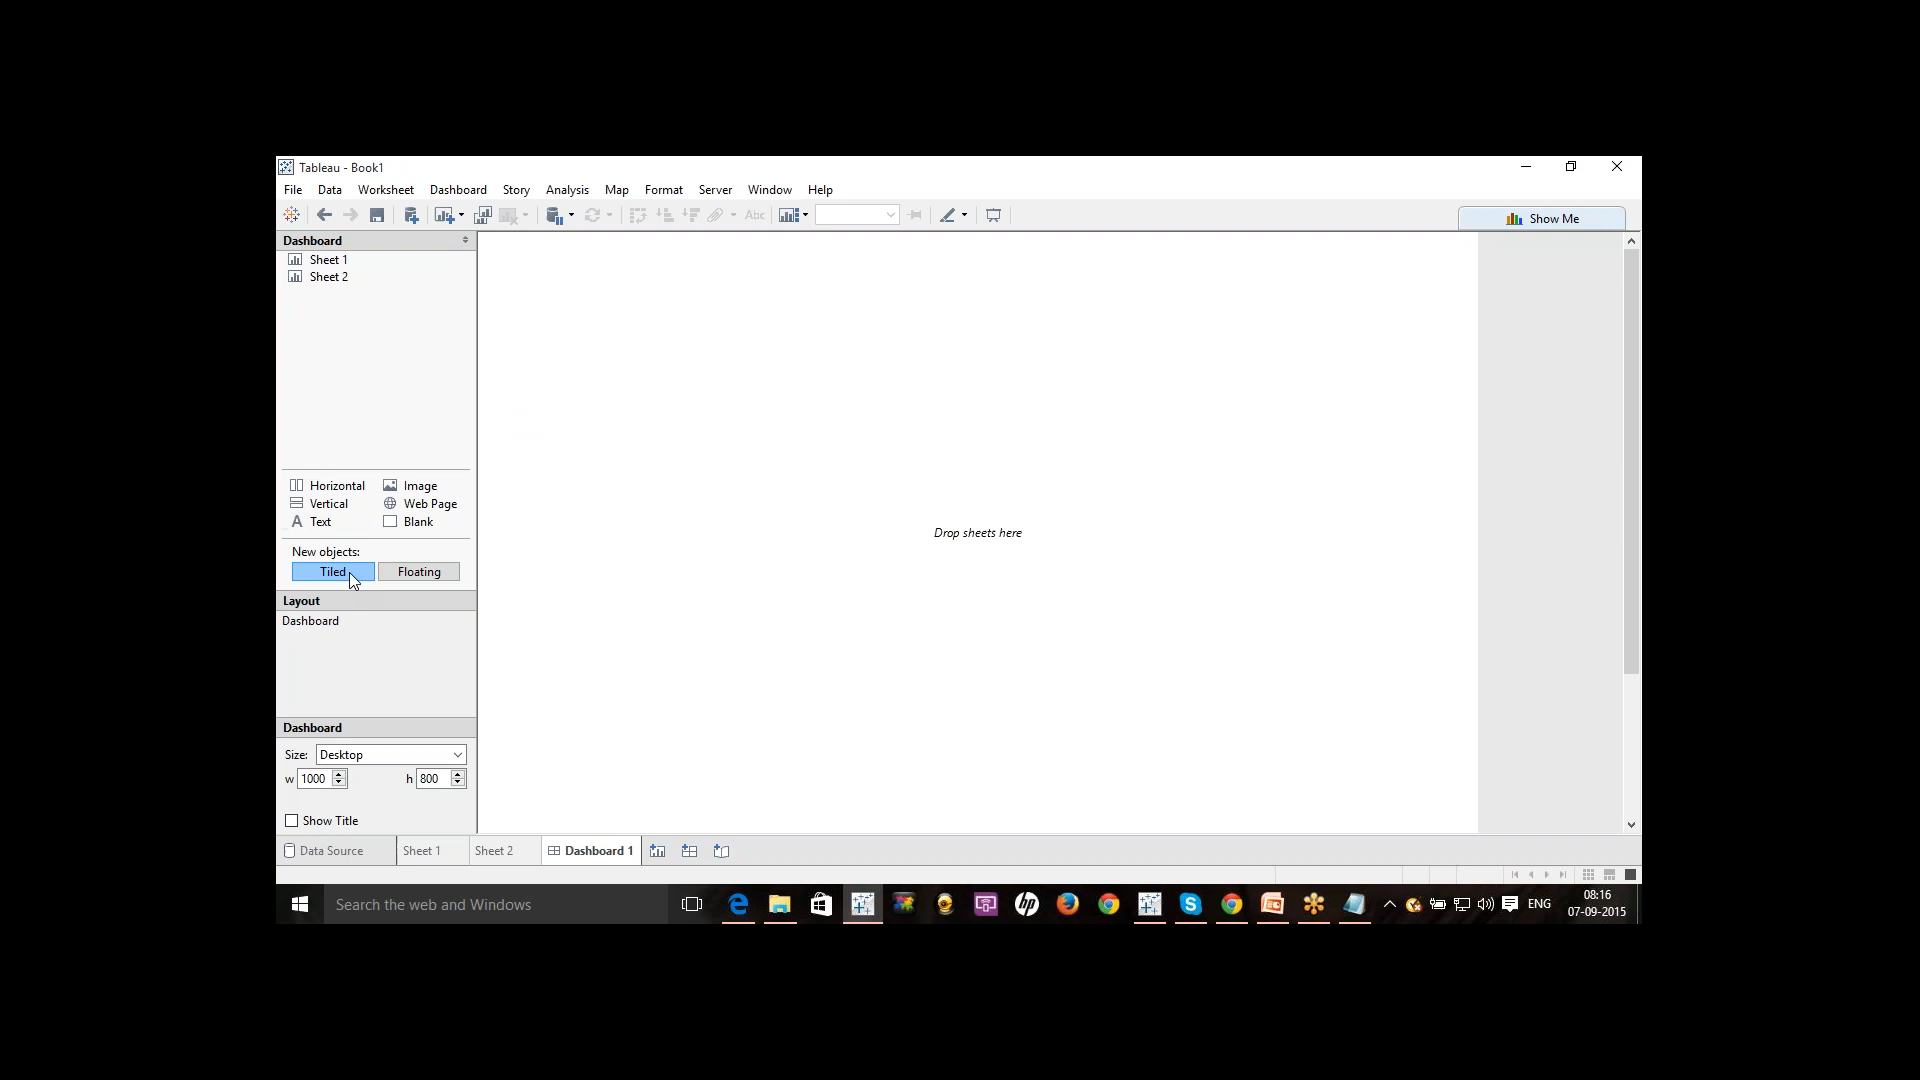 Tableau - Book1
File Data Worksheet Dashboard Story Analysis Map Format Server Window Help
Abc
Show Me
Dashboard
Sheet 1
Sheet 2
Drop sheets here
Horizontal Image
Vertical Web Page
A Text Blank
New objects:
Tiled Floating
Layout
Dashboard
Dashboard
Size: Desktop
w 1000 h 800
Show Title
Data Source Sheet 1 Sheet 2 Dashboard 1
Search the web and Windows
hp
ENG
08:16
07-09-2015